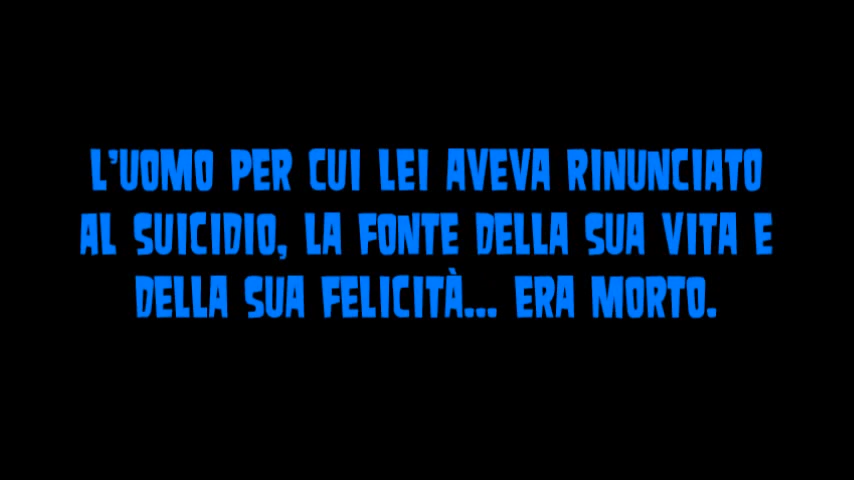 L'UOMO PER CUI LEI AVEVA RINUNCIATO
AL SUICIDIO, LA FONTE DELLA SUA VITA E
DELLA SUA FELICITÀ... ERA MORTO.